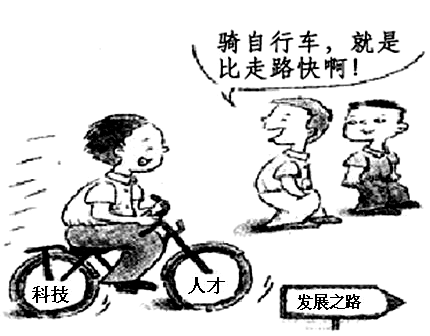 骑自行车，就是
比走路快啊！
科技
人才
发展之路